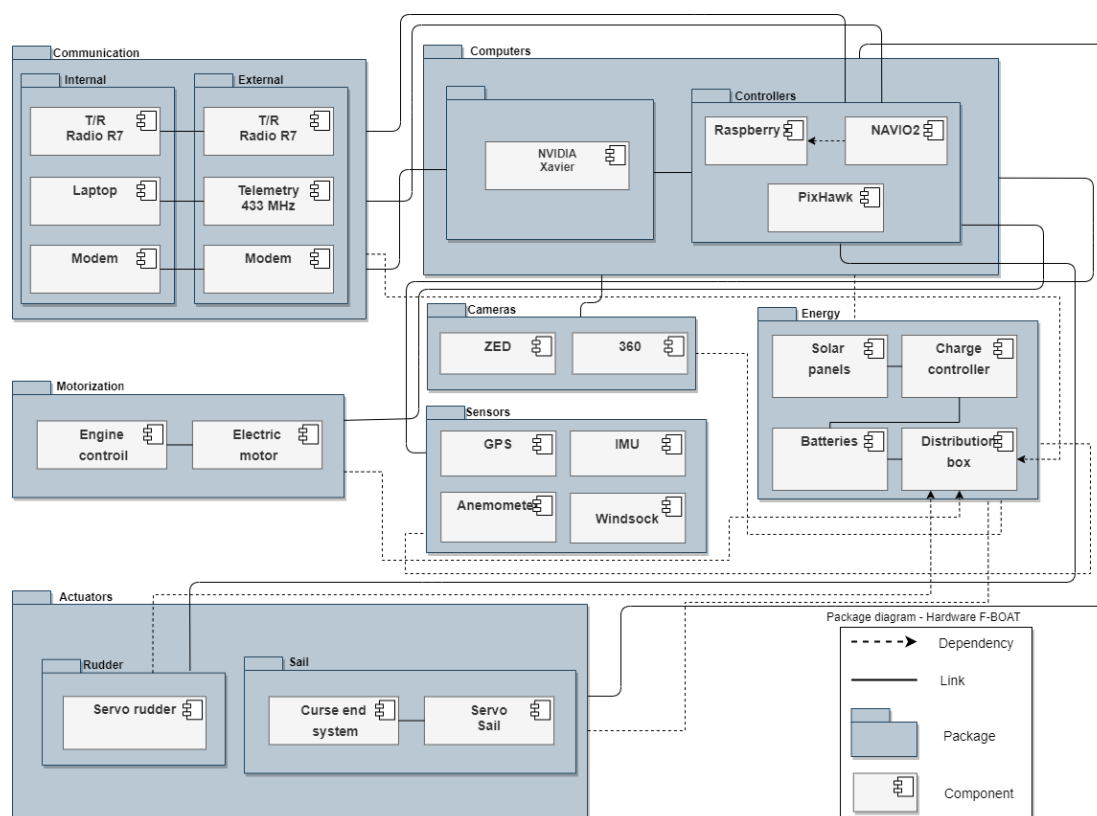 Communication
Internal
External
T/R
Radio R7
T/R
Radio R7
Laptop
Telemetry
433 MHz
Modem
Modem
Computers
NVIDIA
Xavier
Controllers
Raspberry
NAVIO2
PixHawk
Cameras
ZED
360
Energy
Solar
panels
Charge
controller
Batteries
Distribution
box
Motorization
Engine
controil
Electric
motor
Sensors
GPS
IMU
Anemometer
Windsock
Actuators
Rudder
Servo rudder
Sail
Curse end
system
Servo
Sail
Package diagram - Hardware F-BOAT
Dependency
Link
Package
Component